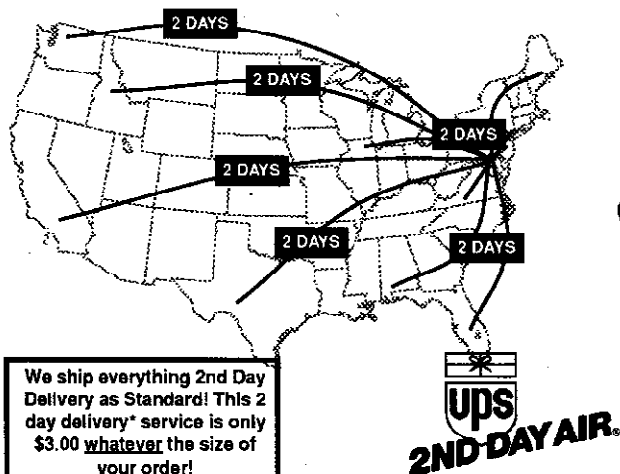 2 DAYS
2 DAYS
2 DAYS
2 DAYS
2 DAYS
2 DAYS
We ship everything 2nd Day
Delivery as Standard! This 2
day delivery* service is only
$3.00 whatever the size of
your order!
ups
2ND DAY AIR®